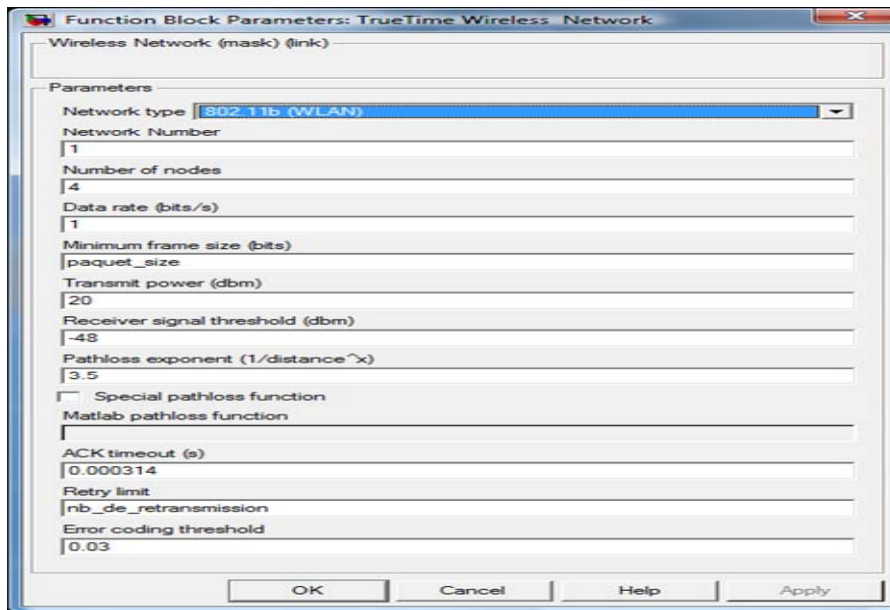 Function Block Parameters: TrueTime Wireless Network
Wireless Network (mask) (link)
Parameters
Network type 802.11b (WLAN)
Network Number
1
Number of nodes
4
Data rate (bits/s)
1
Minimum frame size (bits)
paquet_size
Transmit power (dbm)
20
Receiver signal threshold (dbm)
-48
Pathloss exponent (1/distance^x)
3.5
Special pathloss function
Matlab pathloss function
ACK timeout (s)
0.000314
Retry limit
nb_de_retransmission
Error coding threshold
0.03
OK Cancel Help Apply